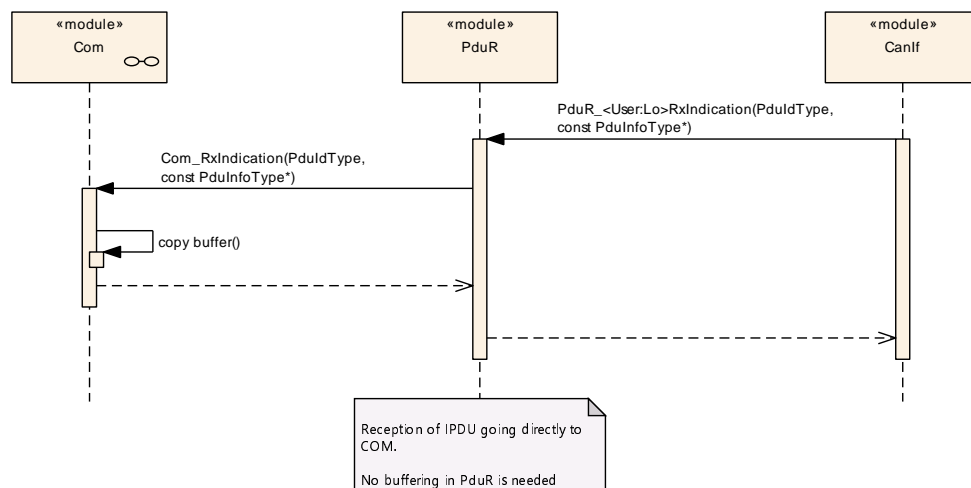 «module»
Com
«module»
PduR
«module»
CanIf
PduR_<User:Lo>RxIndication(PduIdType,
const PduInfoType*)
Com_RxIndication(PduIdType,
const PduInfoType*)
copy buffer()
Reception of IPDU going directly to
COM.
No buffering in PduR is needed